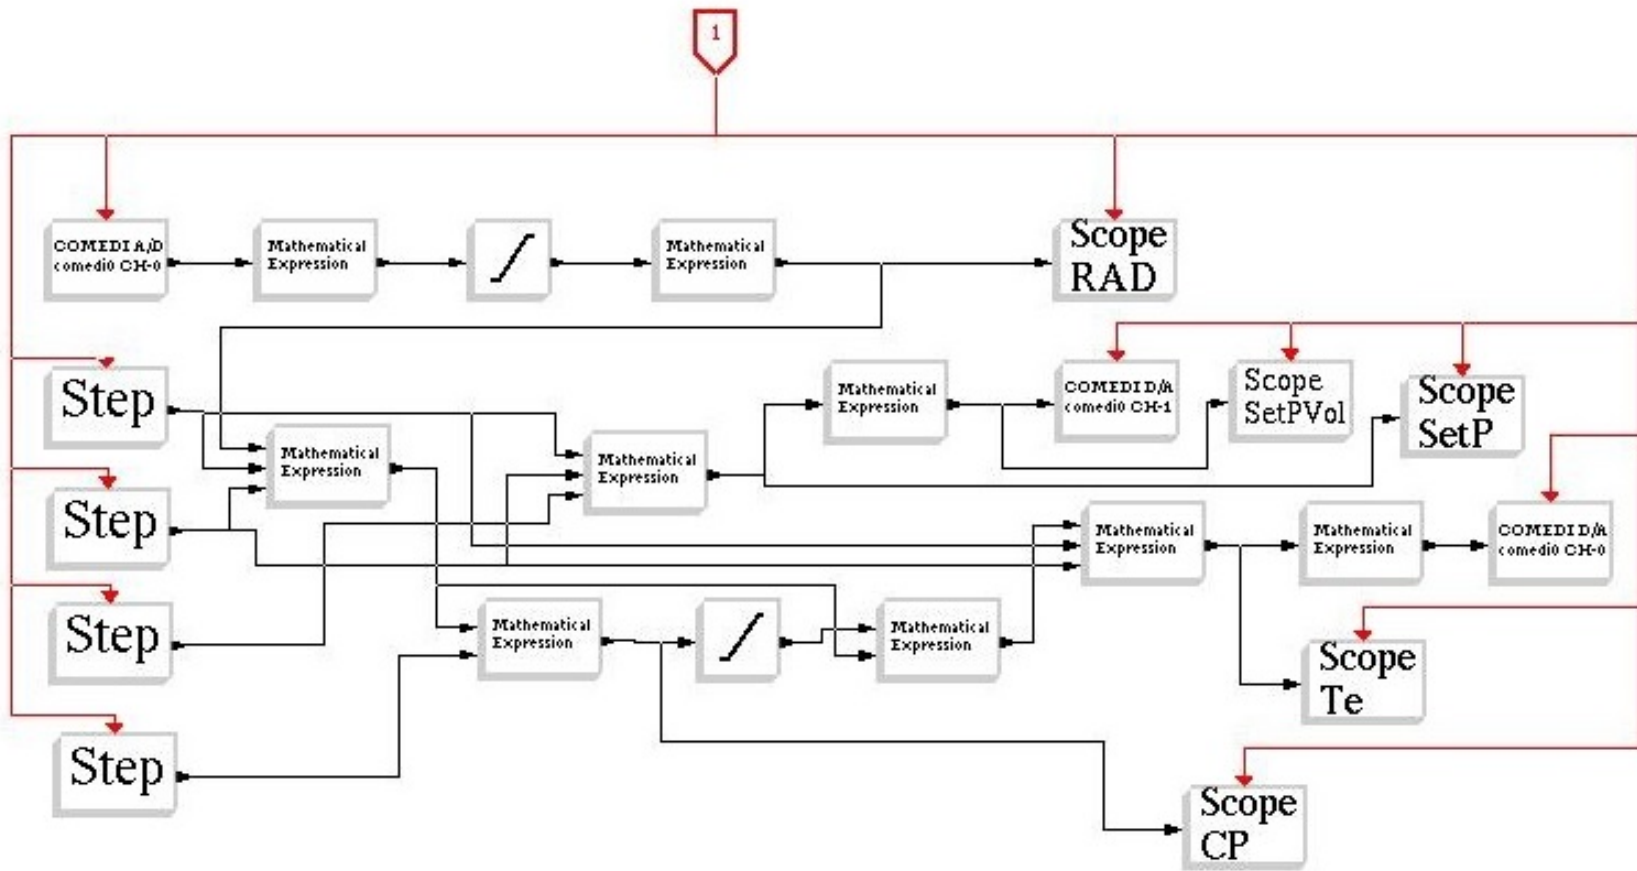 1
COMEDI A/D
comedi0 CH-0
Mathematical
Expression
Mathematical
Expression
Scope
RAD
Step
Mathematical
Expression
COMEDI D/A
comedi0 CH-1
Scope
SetPVol
Scope
SetP
Mathematical
Expression
Mathematical
Expression
Step
Mathematical
Expression
Mathematical
Expression
COMEDI D/A
comedi0 CH-0
Step
Mathematical
Expression
Mathematical
Expression
Scope
Te
Step
Scope
CP